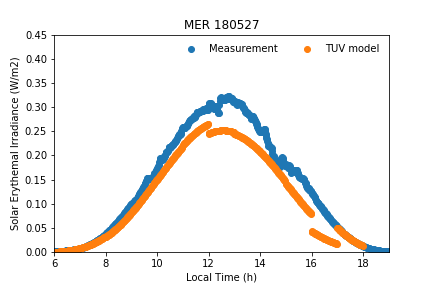 MER 180527
Measurement TUV model
Solar Erythemal Irradiance (W/m2)
0.45
0.40
0.35
0.30
0.25
0.20
0.15
0.10
0.05
0.00
6 8 10 12 14 16 18
Local Time (h)